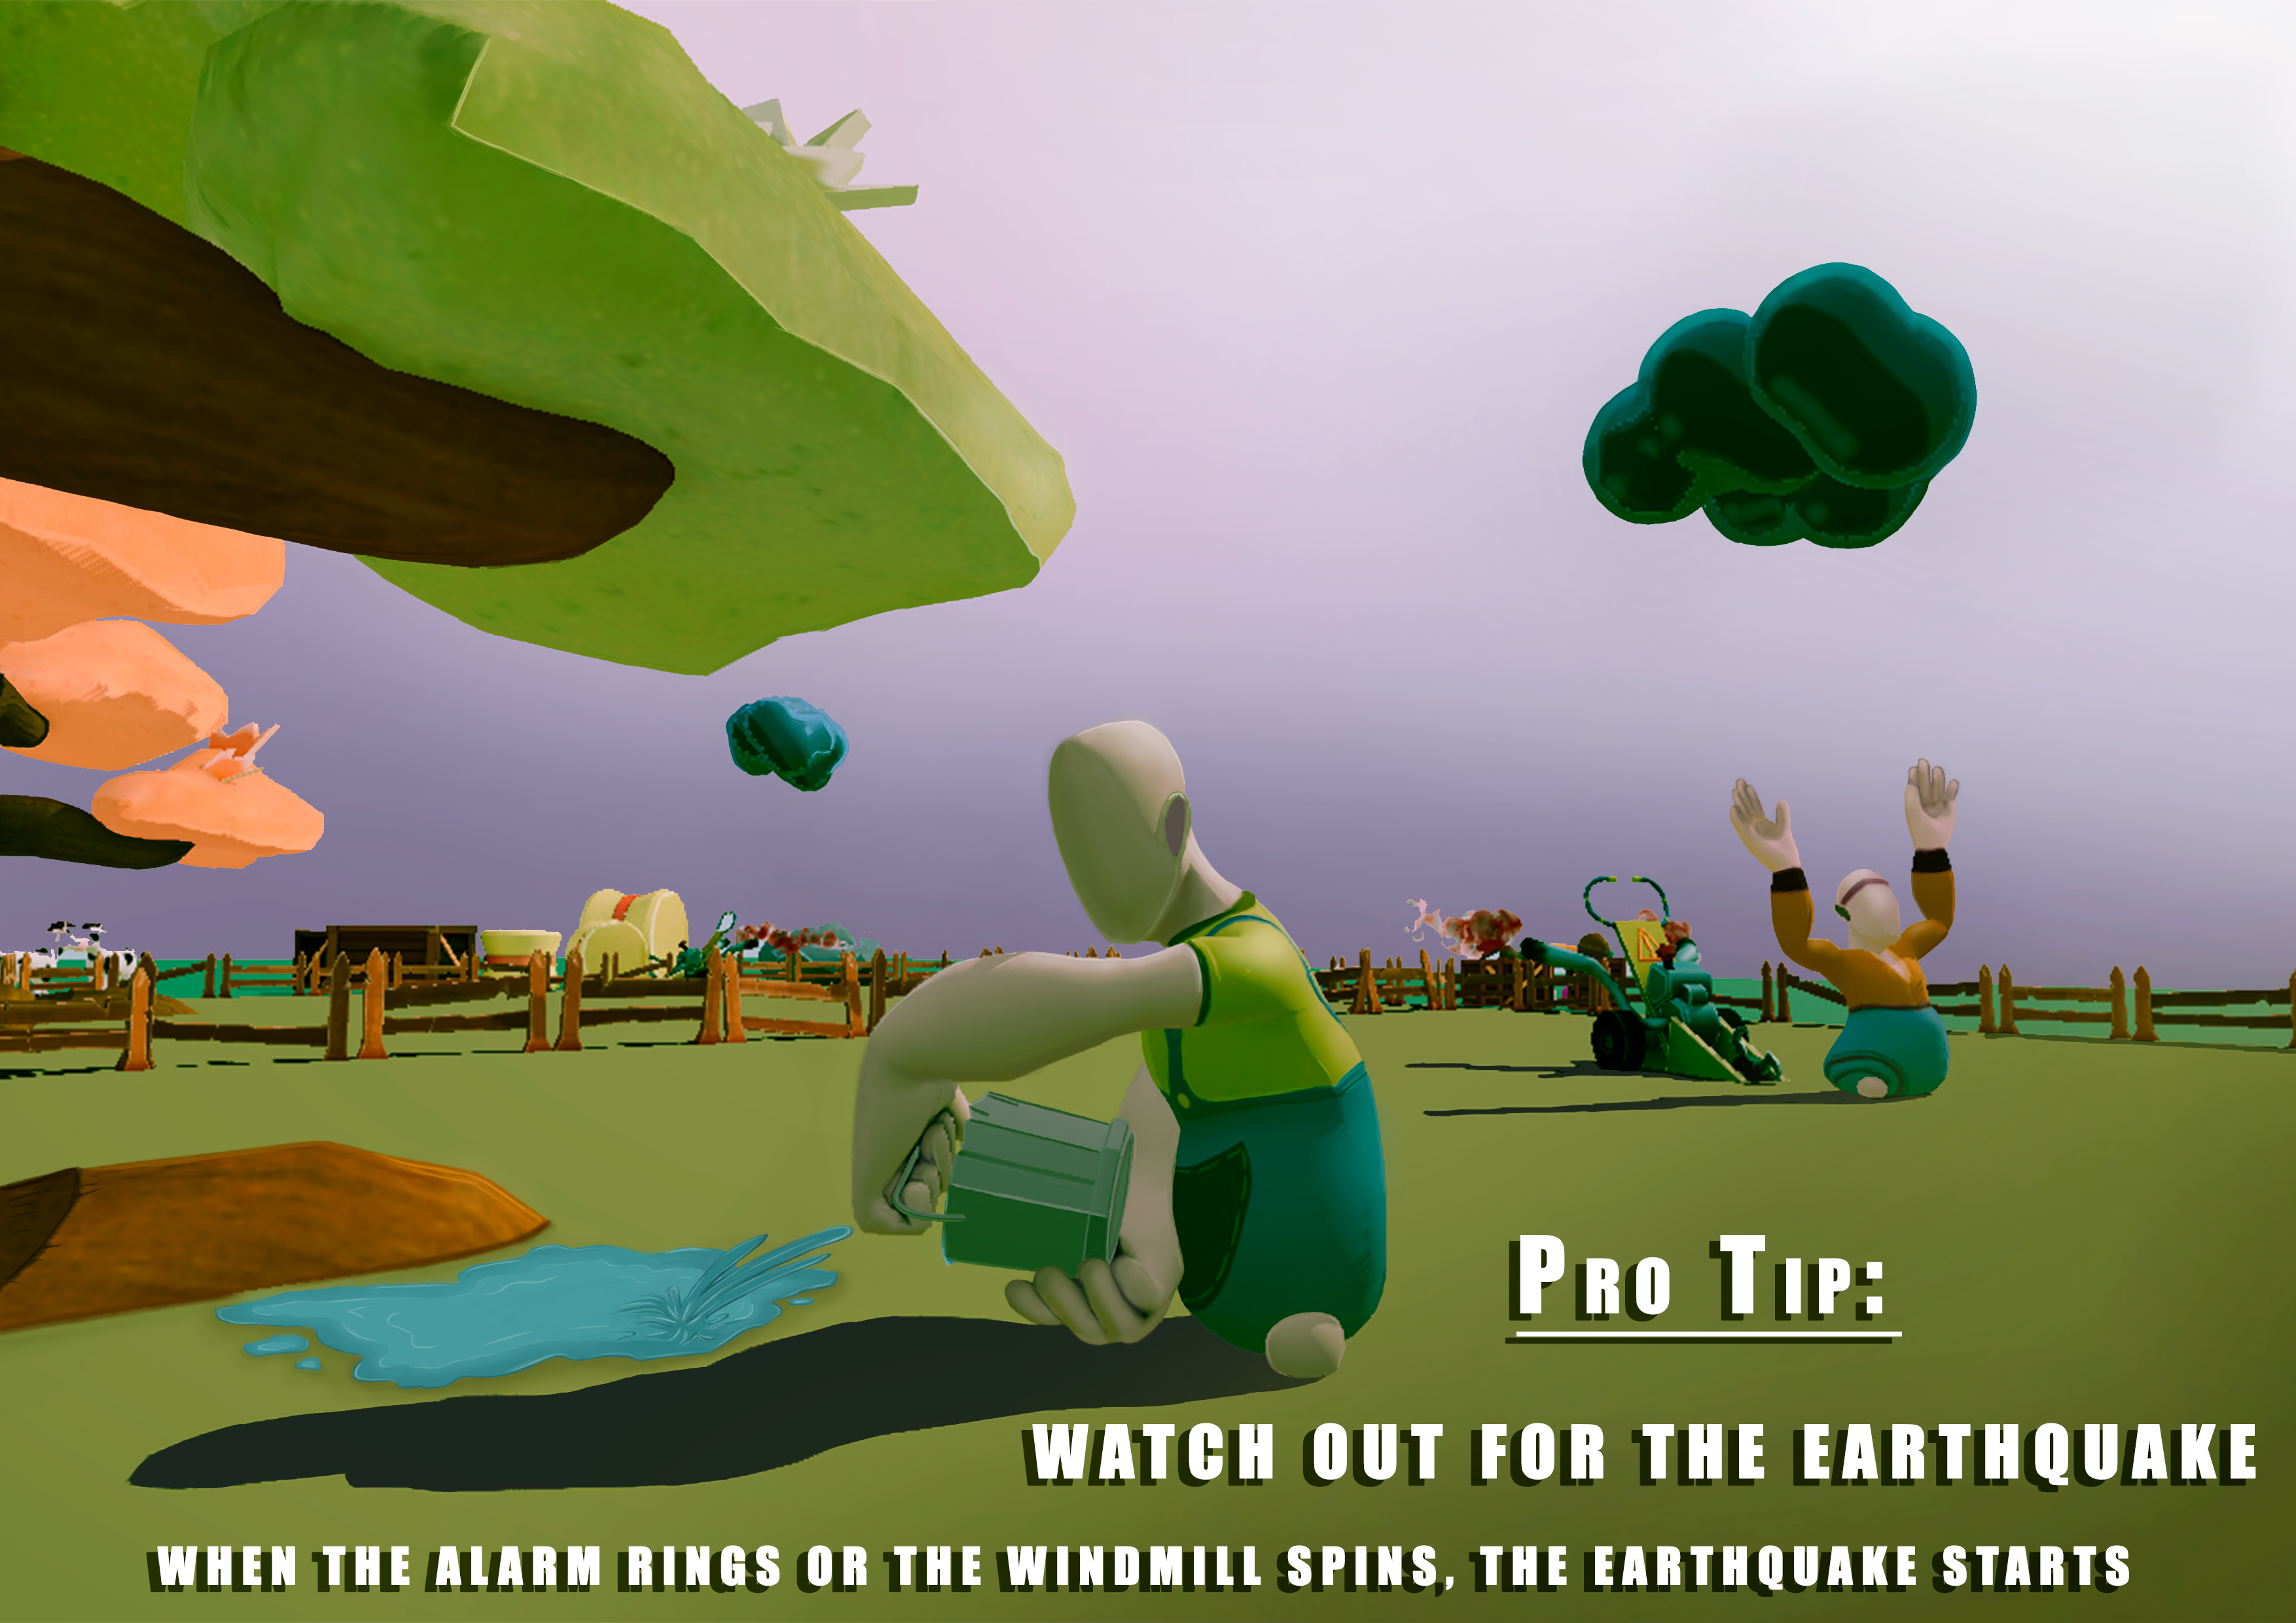 Pro Tip:
WATCH OUT FOR THE EARTHQUAKE
WHEN THE ALARM RINGS OR THE WINDMILL SPINS, THE EARTHQUAKE STARTS